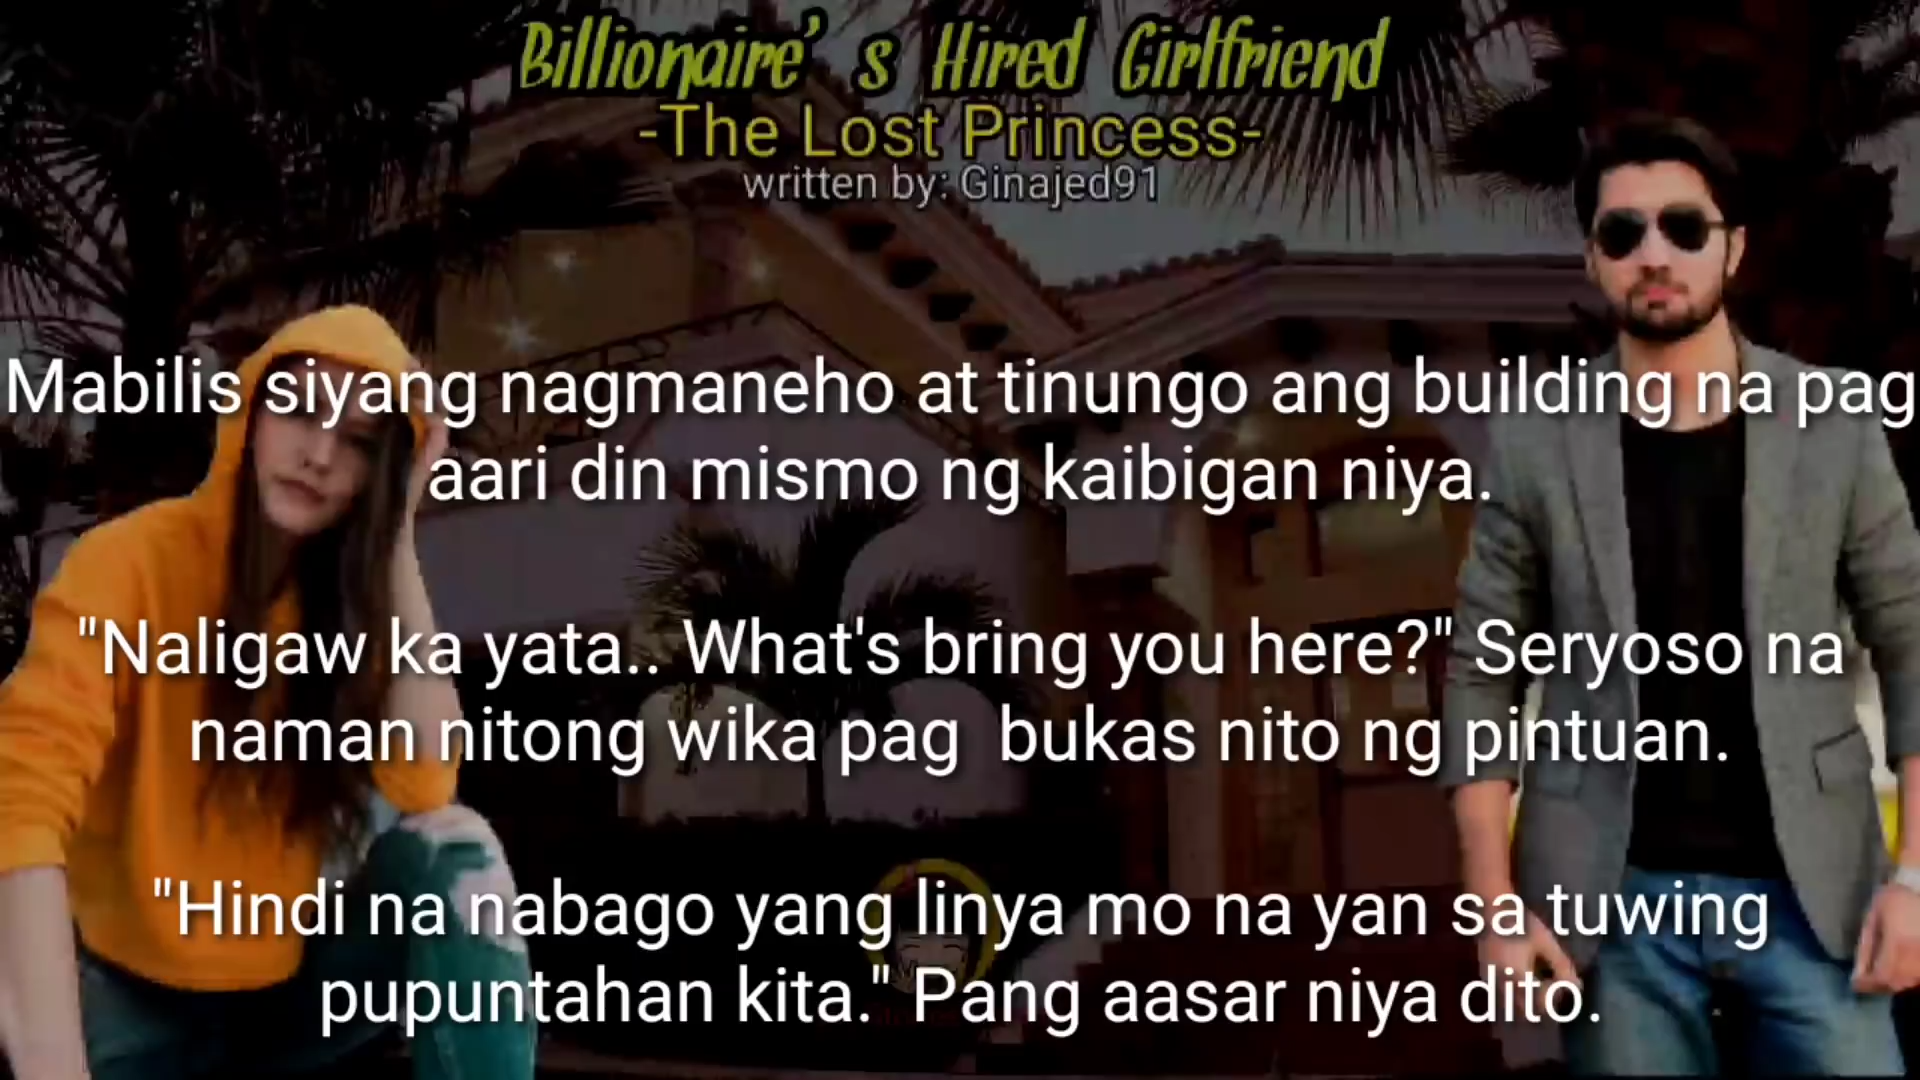 Billionaire's Hired Girlfriend
-The Lost Princess-
written by: Ginajed91
Mabilis siyang nagmaneho at tinungo ang building na pag
aari din mismo ng kaibigan niya.
"Naligaw ka yata.. What's bring you here?" Seryoso na
naman nitong wika pag  bukas nito ng pintuan.
"Hindi na nabago yang linya mo na yan sa tuwing
pupuntahan kita." Pang aasar niya dito.